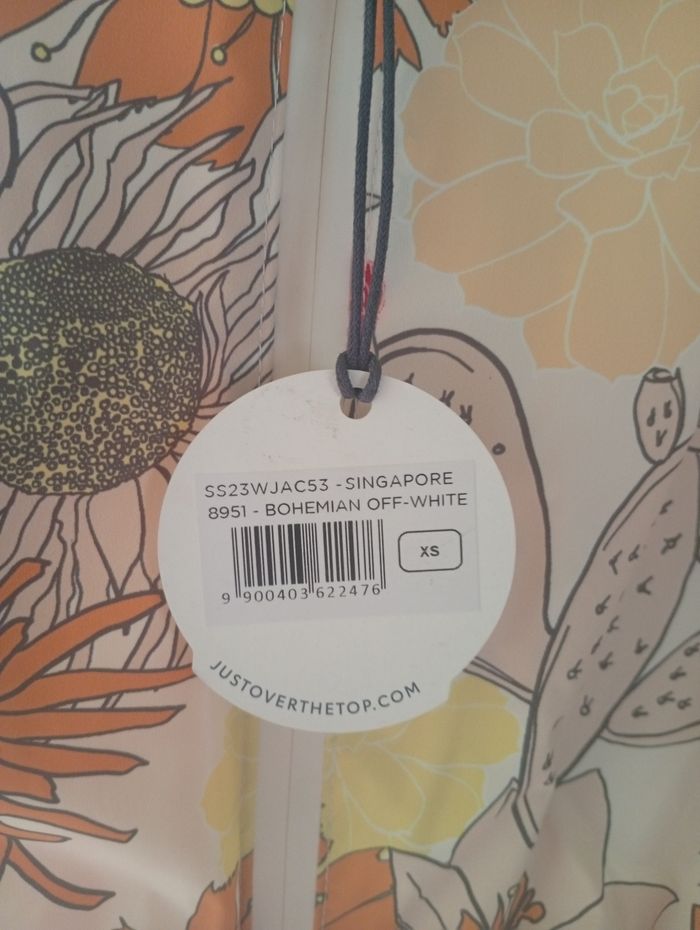 SS23WJAC53 -SINGAPORE
8951 - BOHEMIAN OFF-WHITE
XS
9 900403 622476
JUSTOVERTHETOP.COM